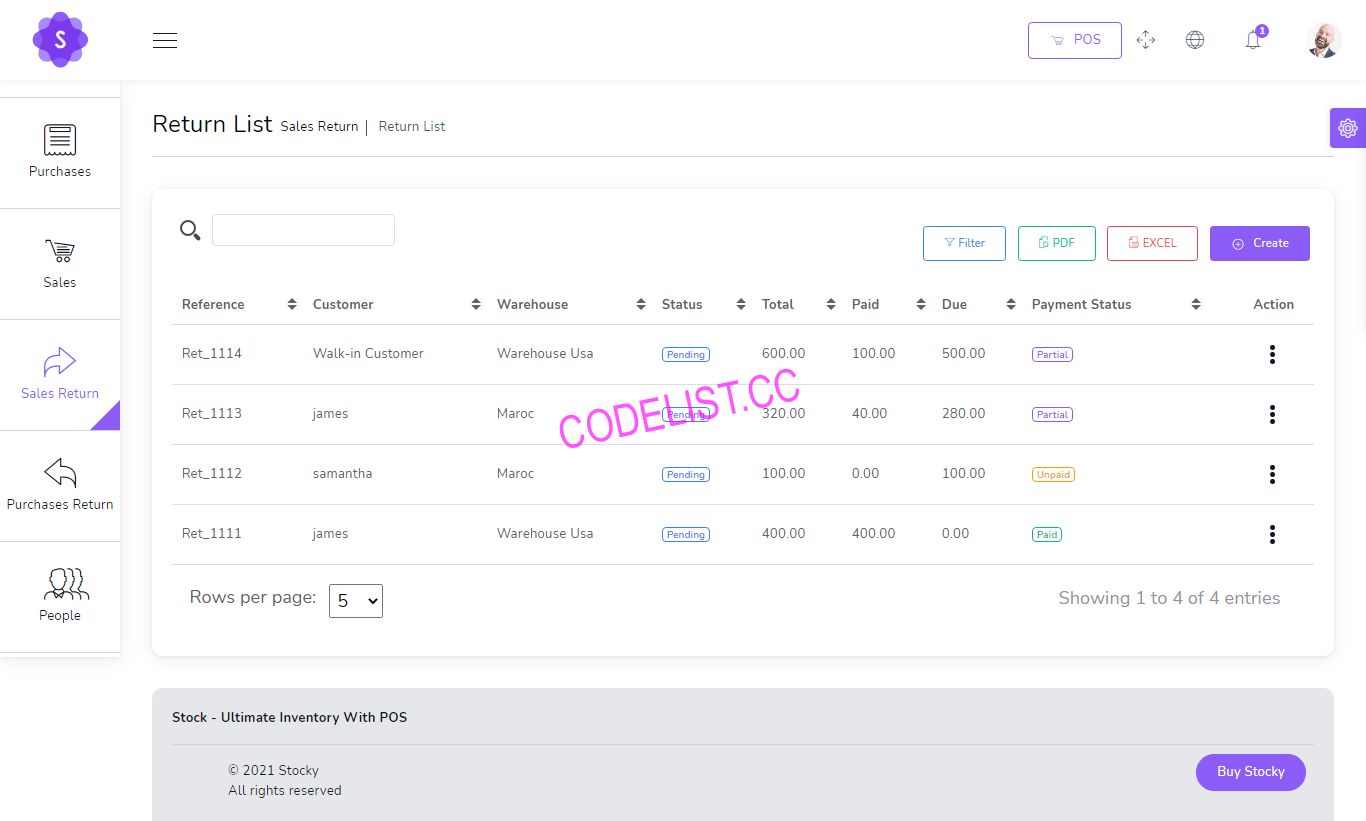 S
POS
1
Purchases
Sales
Sales Return
Purchases Return
People
Return List Sales Return | Return List
Filter
PDF
EXCEL
Create
Reference Customer Warehouse Status Total Paid Due Payment Status Action
Ret_1114 Walk-in Customer Warehouse Usa Pending 600.00 100.00 500.00 Partial
Ret_1113 james Maroc Pending 320.00 40.00 280.00 Partial
Ret_1112 samantha Maroc Pending 100.00 0.00 100.00 Unpaid
Ret_1111 james Warehouse Usa Pending 400.00 400.00 0.00 Paid
CODELIST.CC
Rows per page: 5
Showing 1 to 4 of 4 entries
Stock - Ultimate Inventory With POS
© 2021 Stocky
All rights reserved
Buy Stocky